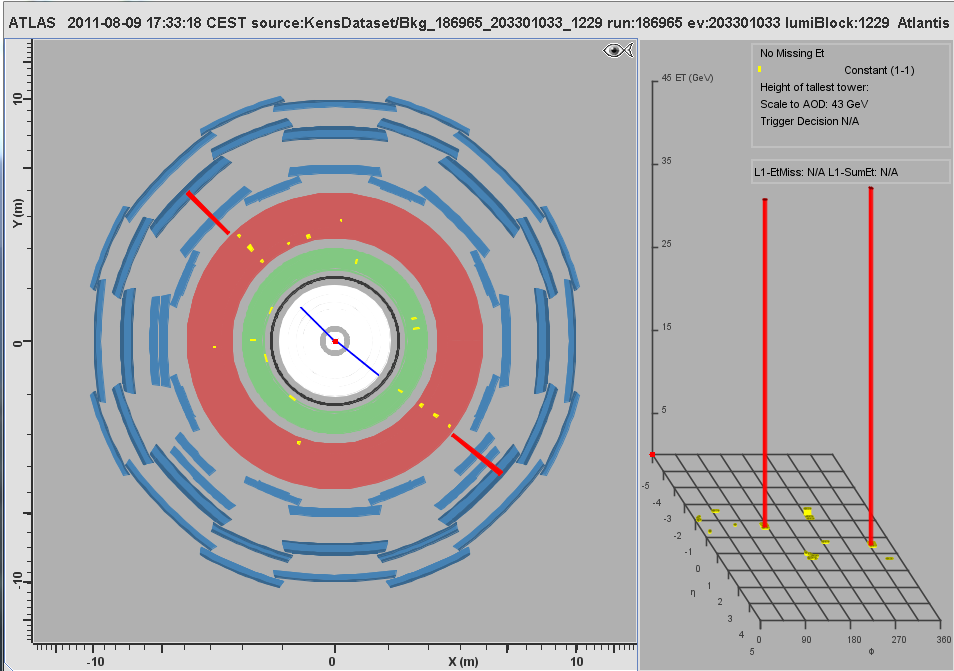 ATLAS 2011-08-09 17:33:18 CEST source:KensDataset/Bkg_186965_203301033_1229 run:186965 ev:203301033 lumiBlock:1229 Atlantis
No Missing Et
Constant (1-1)
Height of tallest tower:
Scale to AOD: 43 GeV
Trigger Decision N/A
L1-EtMiss: N/A L1-SumEt: N/A
45 ET (GeV)
35
25
15
5
10
Y (m)
0
-10
-10
0
X (m)
10
-5
-4
-3
-2
-1
0
1
2
3
4
5
η
0
90
180
270
360
Φ